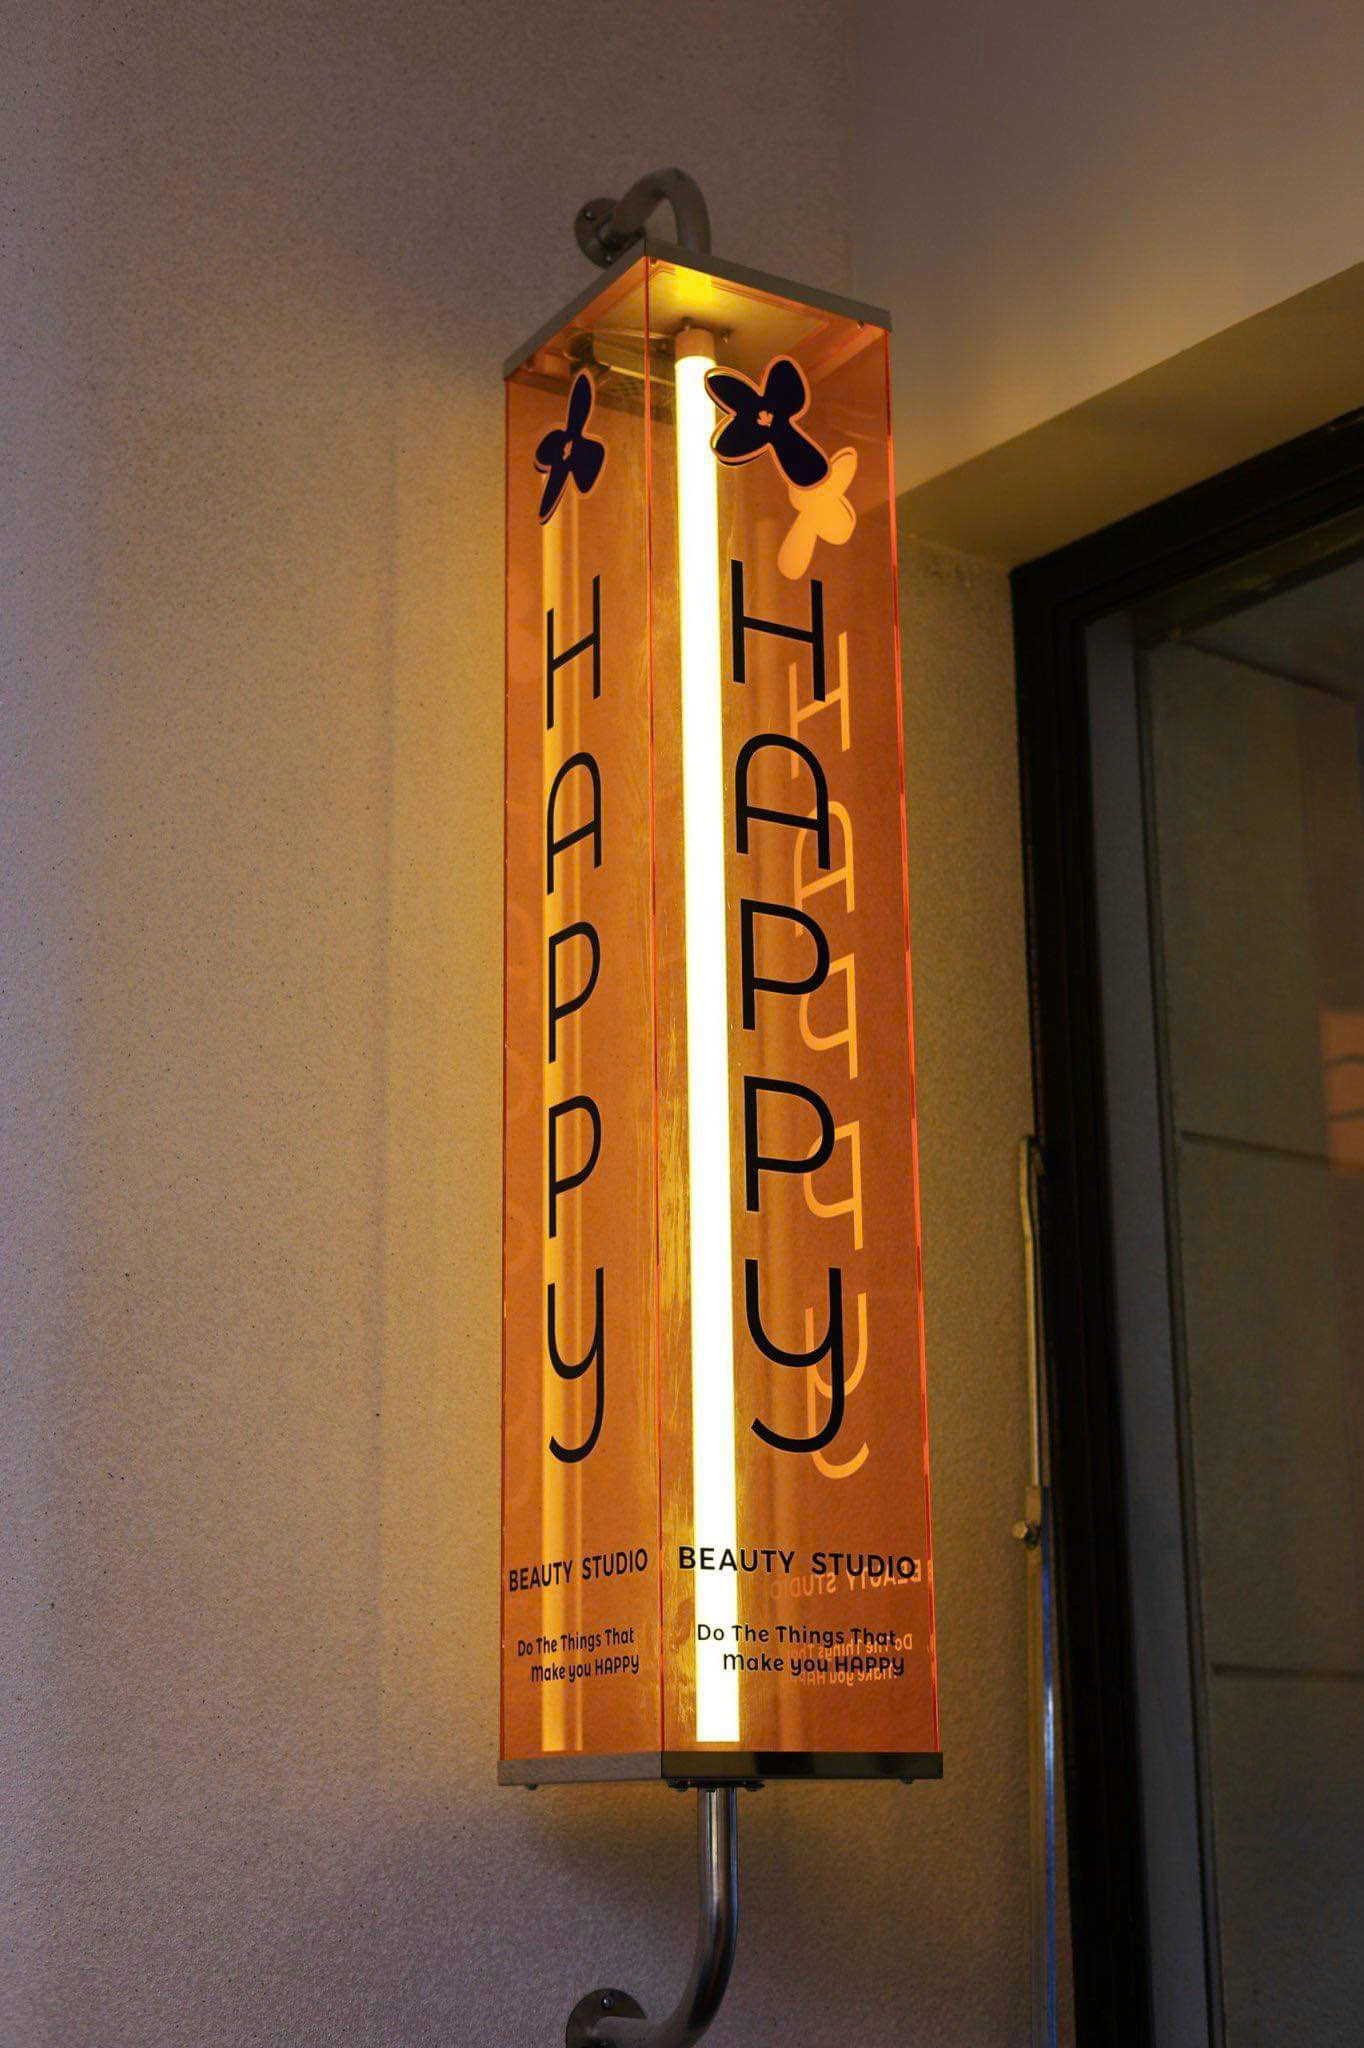 HAPPY
BEAUTY STUDIO
Do The Things That
make you HAPPY
HAPPY
BEAUTY STUDIO
Do The Things That
make you HAPPY